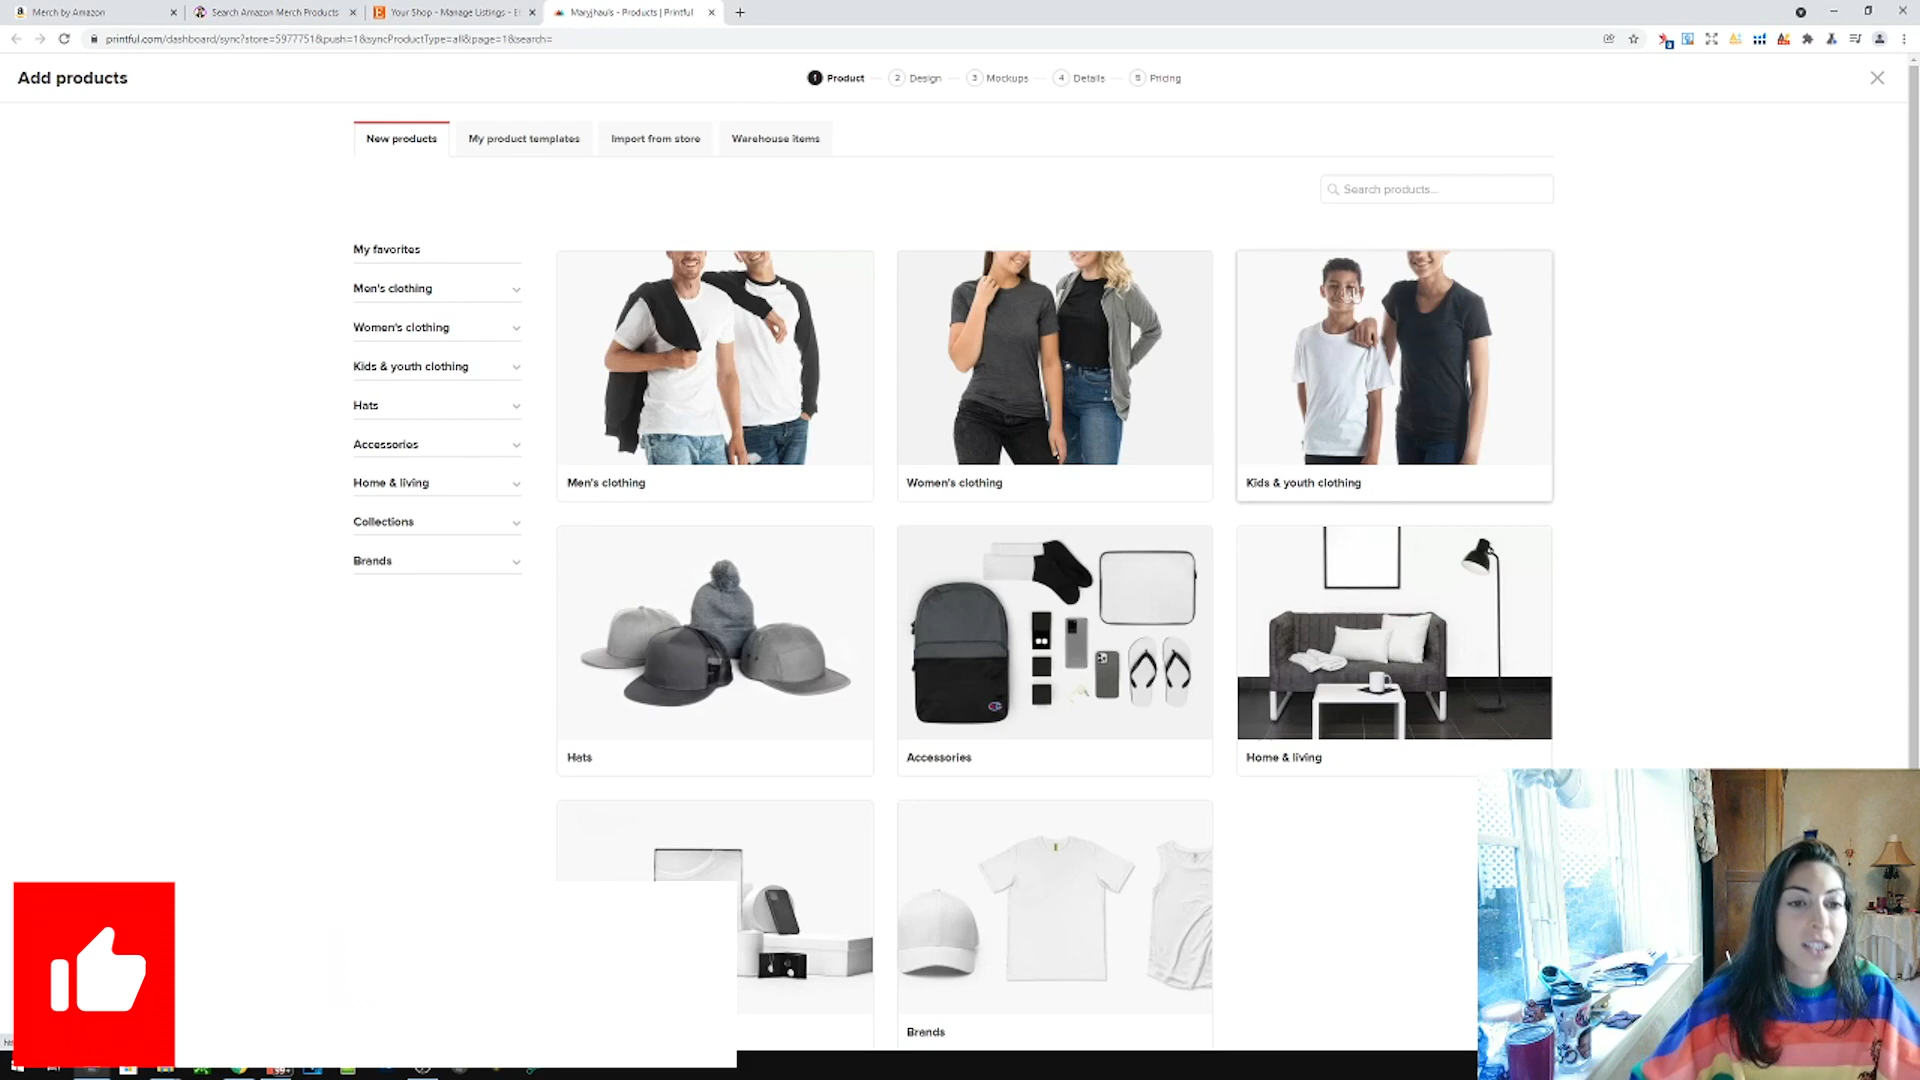 Merch by Amazon
Search Amazon Merch Products
Your Shop - Manage Listings - Et
Maryjhauls - Products | Printful
printful.com/dashboard/sync?store=5977751&push=1&syncProductType=all&page=1&search=
Add products
1 Product
2 Design
3 Mockups
4 Details
5 Pricing
New products
My product templates
Import from store
Warehouse items
Search products...
My favorites
Men's clothing
Women's clothing
Kids & youth clothing
Hats
Accessories
Home & living
Collections
Brands
Men's clothing
Women's clothing
Kids & youth clothing
Hats
Accessories
Home & living
Brands
99+